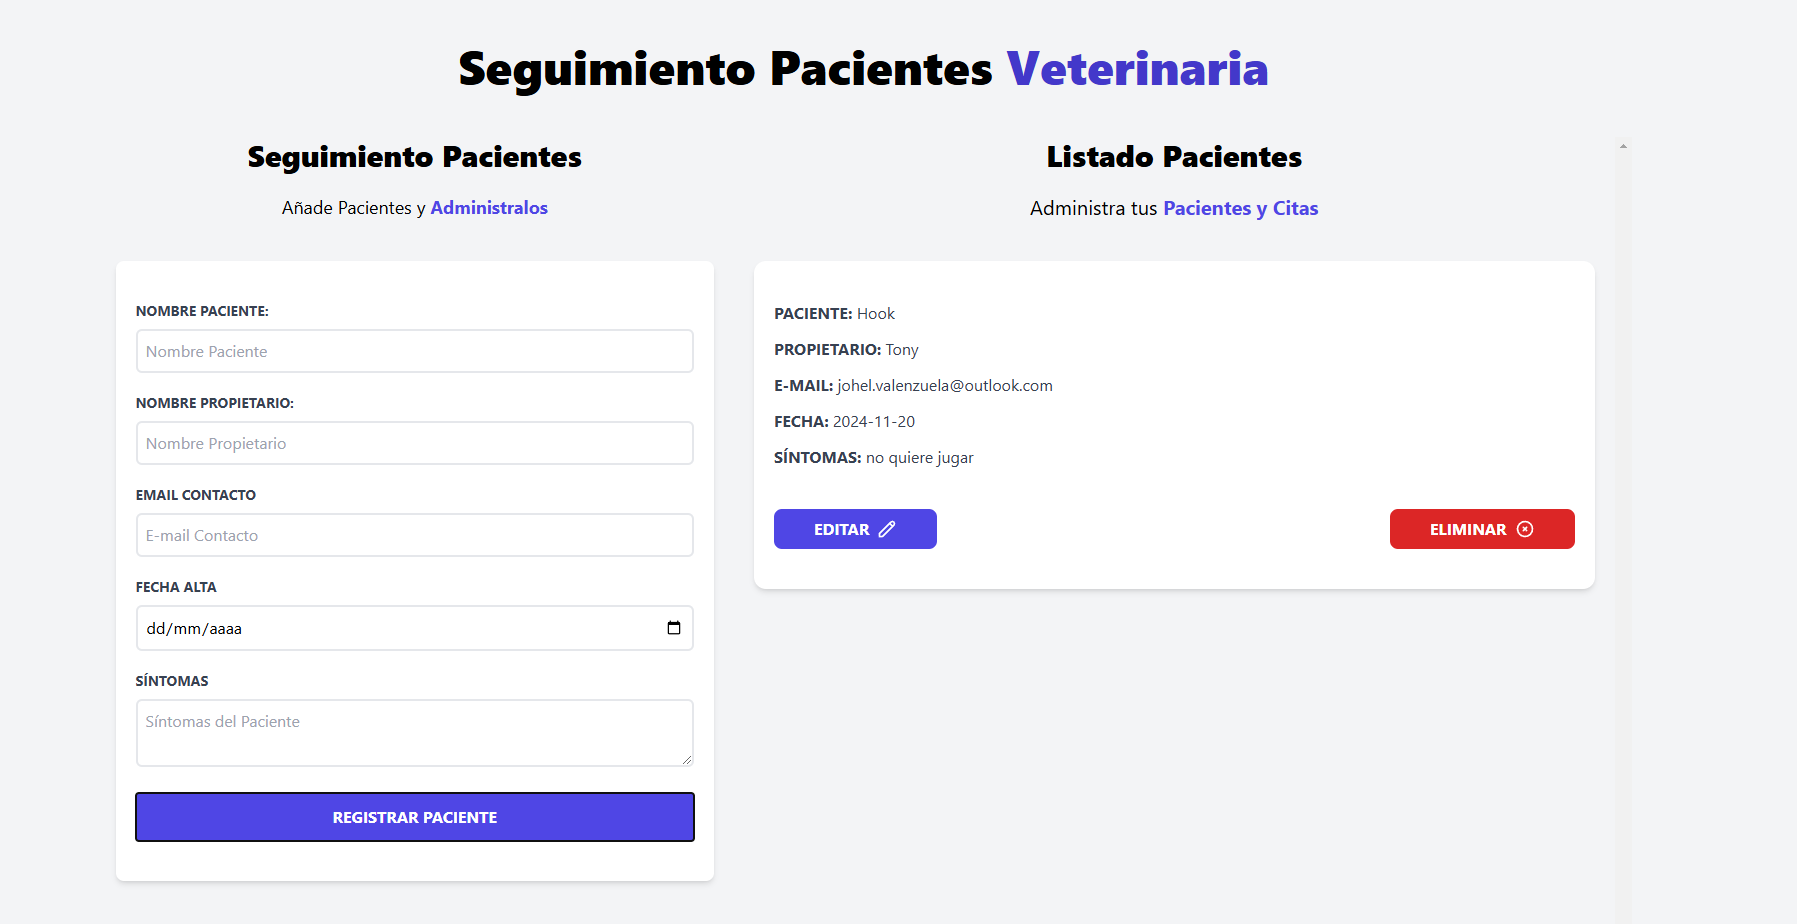 Seguimiento Pacientes Veterinaria
Seguimiento Pacientes
Añade Pacientes y Administralos
NOMBRE PACIENTE:
Nombre Paciente
NOMBRE PROPIETARIO:
Nombre Propietario
EMAIL CONTACTO
E-mail Contacto
FECHA ALTA
dd/mm/aaaa
SÍNTOMAS
Síntomas del Paciente
REGISTRAR PACIENTE
Listado Pacientes
Administra tus Pacientes y Citas
PACIENTE: Hook
PROPIETARIO: Tony
E-MAIL: johel.valenzuela@outlook.com
FECHA: 2024-11-20
SÍNTOMAS: no quiere jugar
EDITAR
ELIMINAR